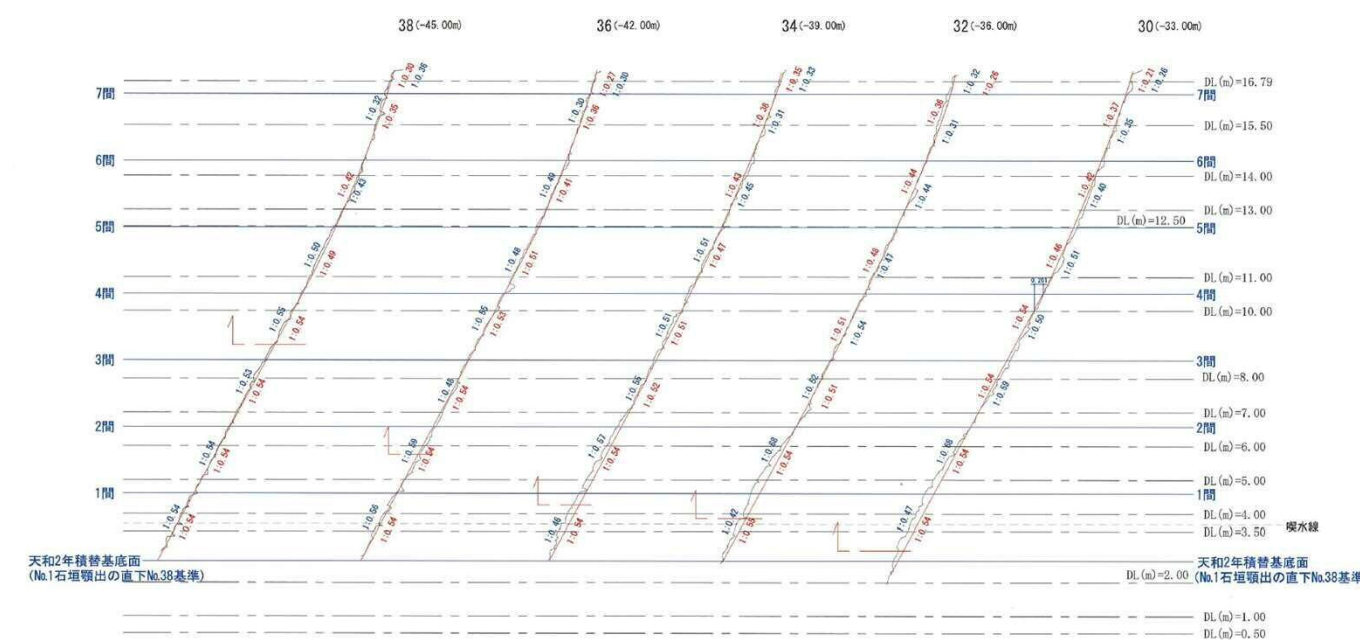 38(-45.00m) 36(-42.00m) 34(-39.00m) 32(-36.00m) 30(-33.00m)
1:0.30 1:0.36 1:0.27 1:0.30 1:0.35 1:0.33 1:0.32 1:0.26 1:0.21 1:0.26
DL(m)=16.79
7間 7間
1:0.32 1:0.35 1:0.30 1:0.36 1:0.38 1:0.31 1:0.36 1:0.31 1:0.37 1:0.35
DL(m)=15.50
6間 6間
1:0.42 1:0.43 1:0.49 1:0.41 1:0.43 1:0.45 1:0.44 1:0.44 1:0.42 1:0.40
DL(m)=14.00
DL(m)=13.00
DL(m)=12.50
5間 5間
1:0.50 1:0.49 1:0.48 1:0.51 1:0.51 1:0.47 1:0.48 1:0.47 1:0.46 1:0.51
DL(m)=11.00
4間 4間
1:0.55 1:0.54 1:0.55 1:0.53 1:0.51 1:0.51 1:0.51 1:0.54 1:0.54 1:0.50
DL(m)=10.00
3間 3間
1:0.53 1:0.54 1:0.48 1:0.54 1:0.55 1:0.52 1:0.52 1:0.51 1:0.54 1:0.59
DL(m)=8.00
DL(m)=7.00
2間 2間
1:0.54 1:0.54 1:0.59 1:0.54 1:0.57 1:0.54 1:0.68 1:0.54 1:0.68 1:0.54
DL(m)=6.00
DL(m)=5.00
1間 1間
1:0.54 1:0.54 1:0.56 1:0.54 1:0.46 1:0.54 1:0.42 1:0.55 1:0.47 1:0.54
DL(m)=4.00
喫水線
DL(m)=3.50
天和2年積替基底面 天和2年積替基底面
(No.1石垣顎出の直下No.38基準) DL(m)=2.00 (No.1石垣顎出の直下No.38基準
DL(m)=1.00
DL(m)=0.50